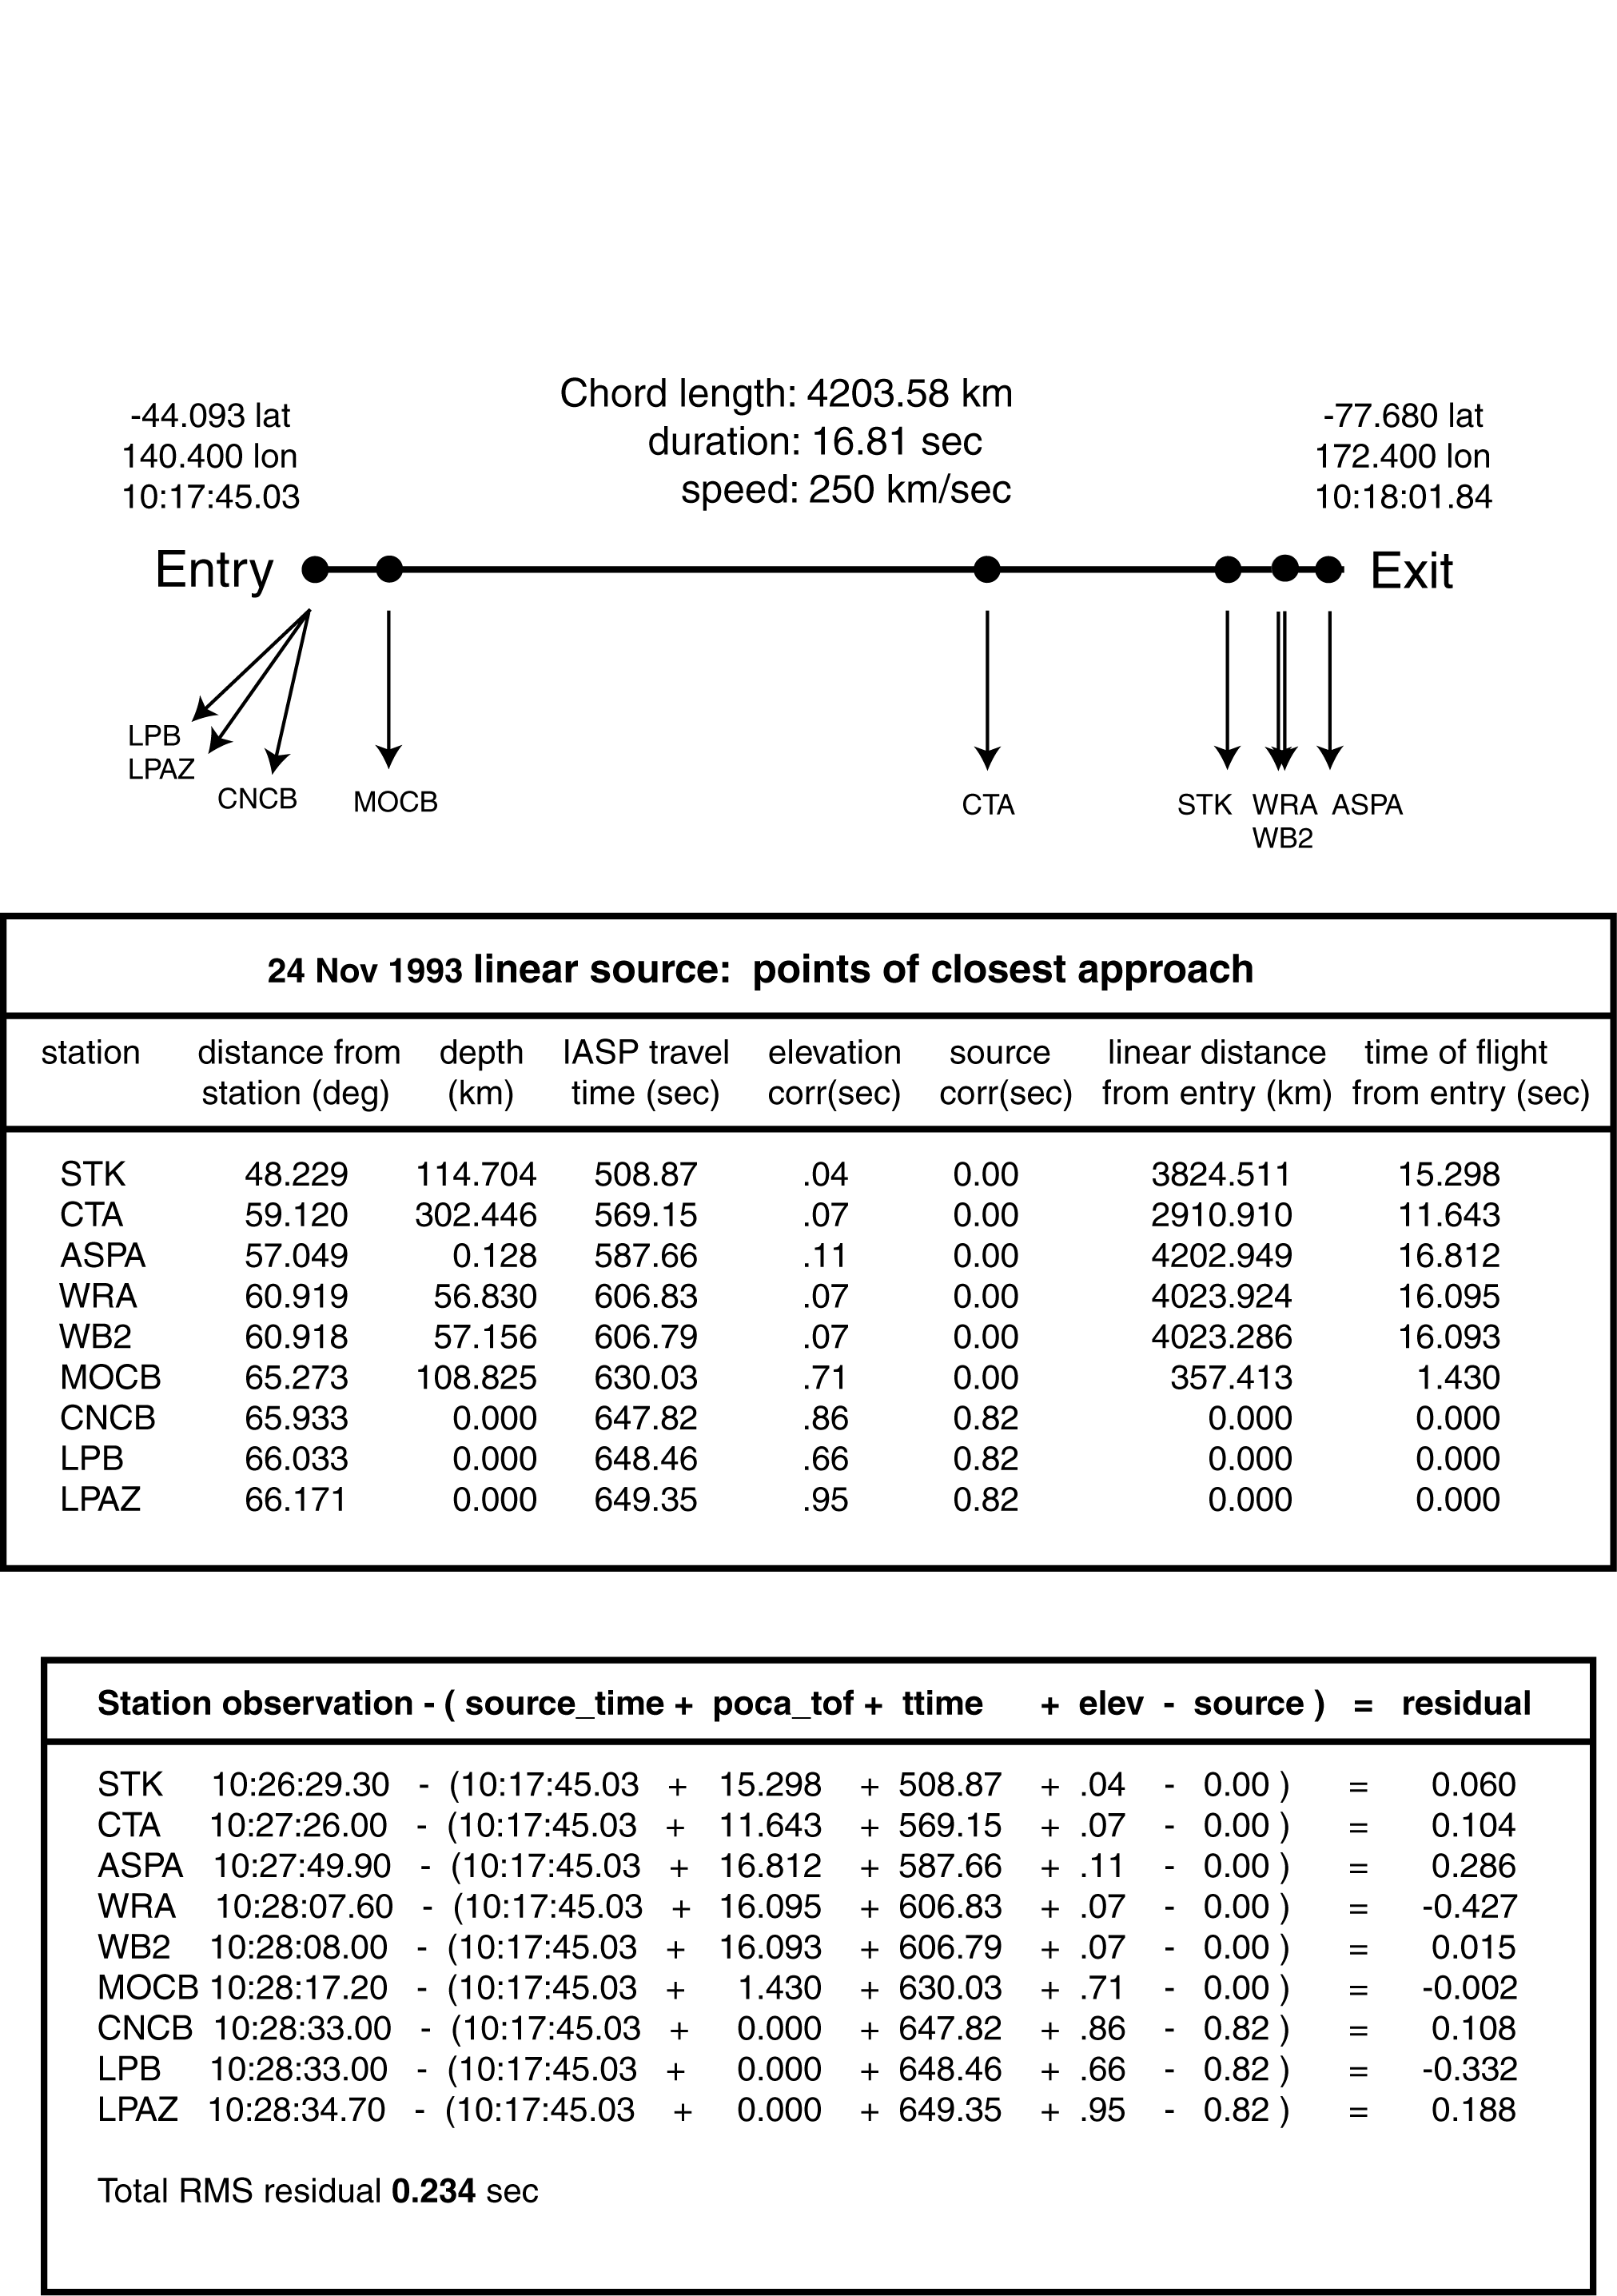 Chord length: 4203.58 km
duration: 16.81 sec
speed: 250 km/sec
-44.093 lat
140.400 lon
10:17:45.03
-77.680 lat
172.400 lon
10:18:01.84
Entry
Exit
LPB
LPAZ
CNCB
MOCB
CTA
STK
WRA
WB2
ASPA
24 Nov 1993 linear source: points of closest approach
station distance from depth IASP travel elevation source linear distance time of flight
station (deg) (km) time (sec) corr(sec) corr(sec) from entry (km) from entry (sec)
STK 48.229 114.704 508.87 .04 0.00 3824.511 15.298
CTA 59.120 302.446 569.15 .07 0.00 2910.910 11.643
ASPA 57.049 0.128 587.66 .11 0.00 4202.949 16.812
WRA 60.919 56.830 606.83 .07 0.00 4023.924 16.095
WB2 60.918 57.156 606.79 .07 0.00 4023.286 16.093
MOCB 65.273 108.825 630.03 .71 0.00 357.413 1.430
CNCB 65.933 0.000 647.82 .86 0.82 0.000 0.000
LPB 66.033 0.000 648.46 .66 0.82 0.000 0.000
LPAZ 66.171 0.000 649.35 .95 0.82 0.000 0.000
Station observation - ( source_time + poca_tof + ttime + elev - source ) = residual
STK 10:26:29.30 - (10:17:45.03 + 15.298 + 508.87 + .04 - 0.00 ) = 0.060
CTA 10:27:26.00 - (10:17:45.03 + 11.643 + 569.15 + .07 - 0.00 ) = 0.104
ASPA 10:27:49.90 - (10:17:45.03 + 16.812 + 587.66 + .11 - 0.00 ) = 0.286
WRA 10:28:07.60 - (10:17:45.03 + 16.095 + 606.83 + .07 - 0.00 ) = -0.427
WB2 10:28:08.00 - (10:17:45.03 + 16.093 + 606.79 + .07 - 0.00 ) = 0.015
MOCB 10:28:17.20 - (10:17:45.03 + 1.430 + 630.03 + .71 - 0.00 ) = -0.002
CNCB 10:28:33.00 - (10:17:45.03 + 0.000 + 647.82 + .86 - 0.82 ) = 0.108
LPB 10:28:33.00 - (10:17:45.03 + 0.000 + 648.46 + .66 - 0.82 ) = -0.332
LPAZ 10:28:34.70 - (10:17:45.03 + 0.000 + 649.35 + .95 - 0.82 ) = 0.188
Total RMS residual 0.234 sec